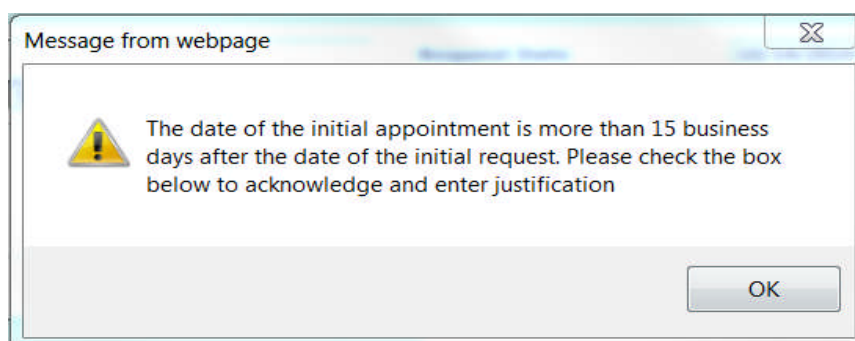 Message from webpage
The date of the initial appointment is more than 15 business
days after the date of the initial request. Please check the box
below to acknowledge and enter justification
OK